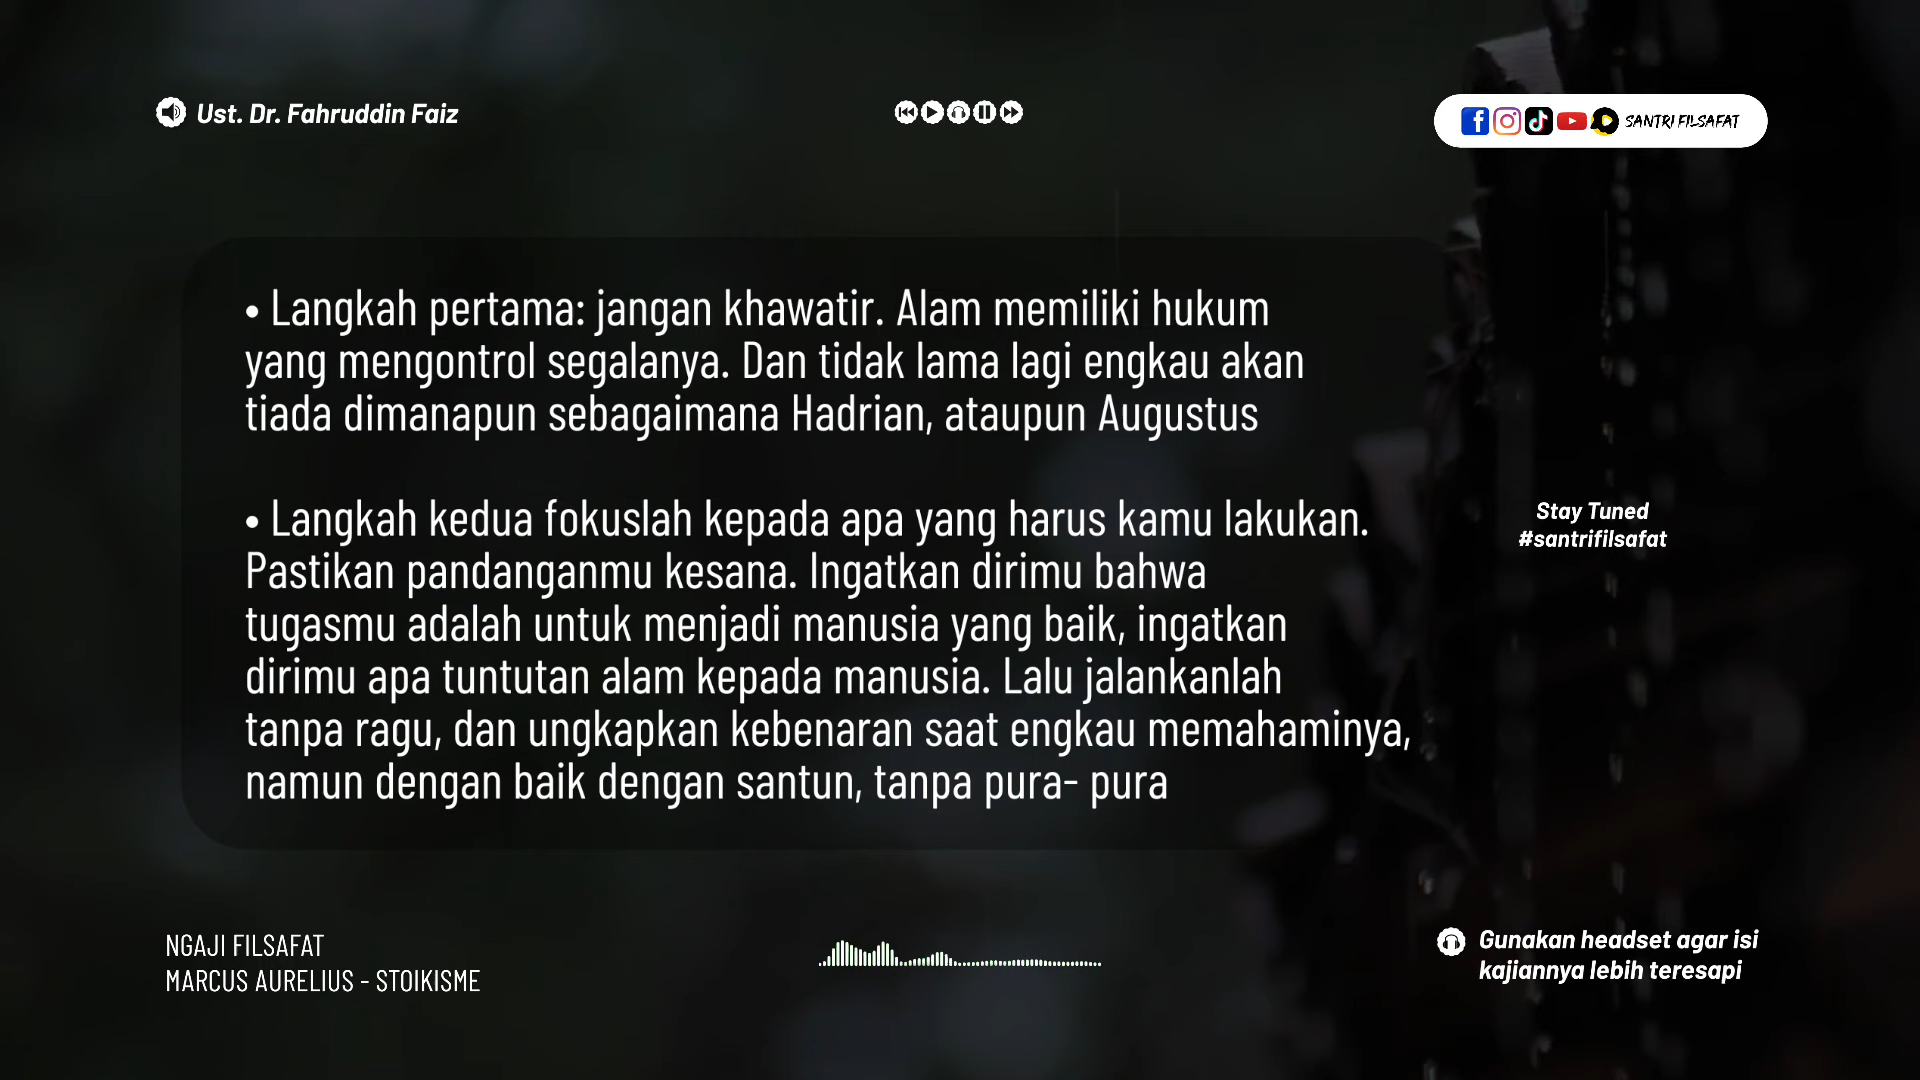 Ust. Dr. Fahruddin Faiz
SANTRI FILSAFAT
• Langkah pertama: jangan khawatir. Alam memiliki hukum
yang mengontrol segalanya. Dan tidak lama lagi engkau akan
tiada dimanapun sebagaimana Hadrian, ataupun Augustus
• Langkah kedua fokuslah kepada apa yang harus kamu lakukan.
Pastikan pandanganmu kesana. Ingatkan dirimu bahwa
tugasmu adalah untuk menjadi manusia yang baik, ingatkan
dirimu apa tuntutan alam kepada manusia. Lalu jalankanlah
tanpa ragu, dan ungkapkan kebenaran saat engkau memahaminya,
namun dengan baik dengan santun, tanpa pura- pura
Stay Tuned
#santrifilsafat
NGAJI FILSAFAT
MARCUS AURELIUS - STOIKISME
Gunakan headset agar isi
kajiannya lebih teresapi